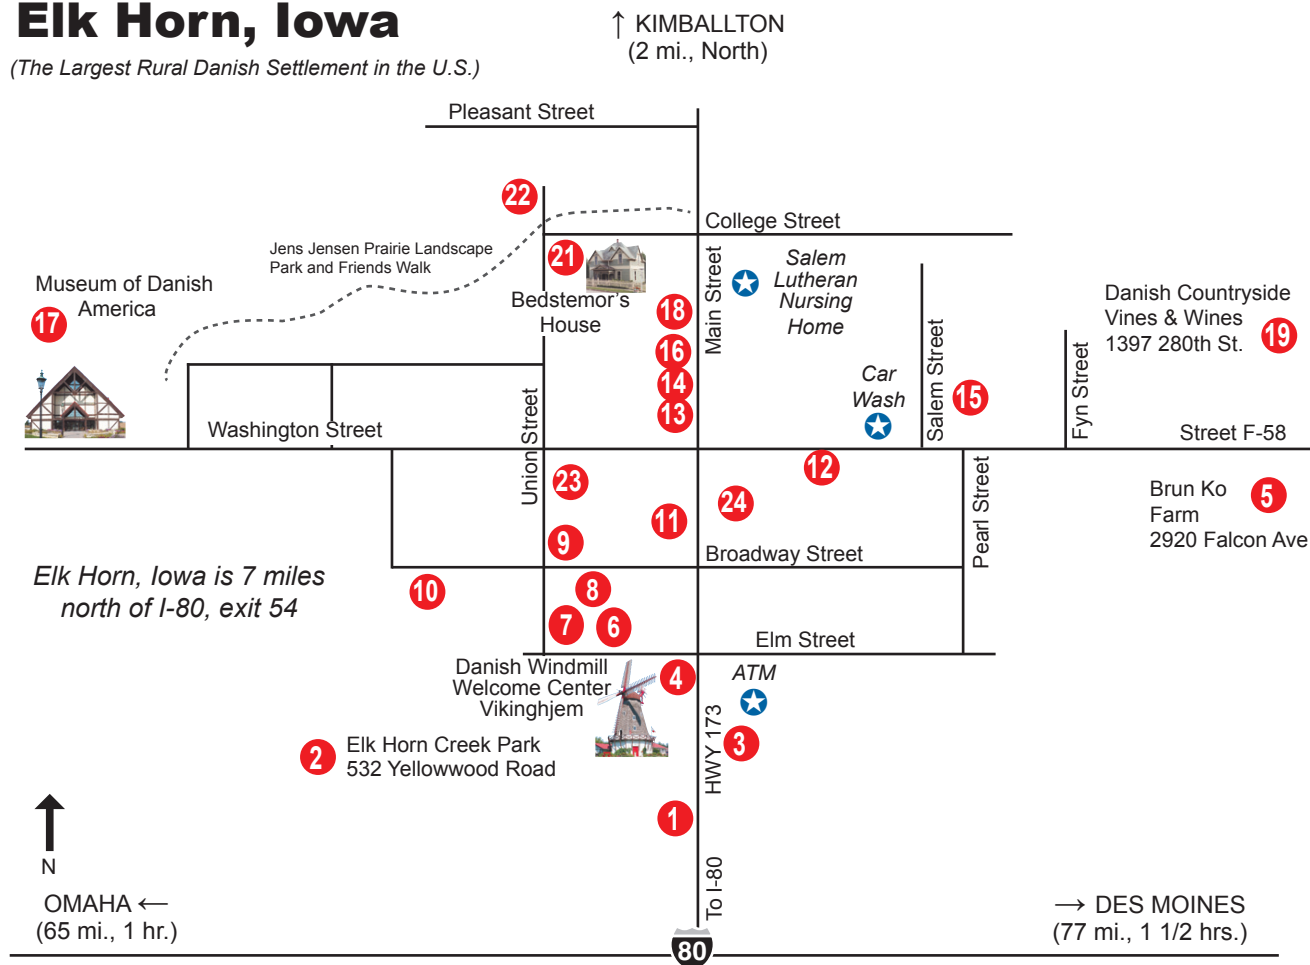 Elk Horn, Iowa
(The Largest Rural Danish Settlement in the U.S.)
↑ KIMBALLTON
(2 mi., North)
Pleasant Street
22
College Street
Jens Jensen Prairie Landscape
Park and Friends Walk
21
Bedstemor's
House
Main Street
Salem
Lutheran
Nursing
Home
Museum of Danish
America
17
18
16
14
13
Car
Wash
Salem Street
15
Fyn Street
Danish Countryside
Vines & Wines
1397 280th St.
19
Washington Street
Union Street
Street F-58
23
11
24
12
Pearl Street
Brun Ko
Farm
2920 Falcon Ave
5
9
Broadway Street
Elk Horn, Iowa is 7 miles
north of I-80, exit 54
10
8
7
6
Elm Street
Danish Windmill
Welcome Center
Vikinghjem
4
ATM
HWY 173
3
2
Elk Horn Creek Park
532 Yellowwood Road
1
N
To I-80
OMAHA ←
(65 mi., 1 hr.)
→ DES MOINES
(77 mi., 1 1/2 hrs.)
80